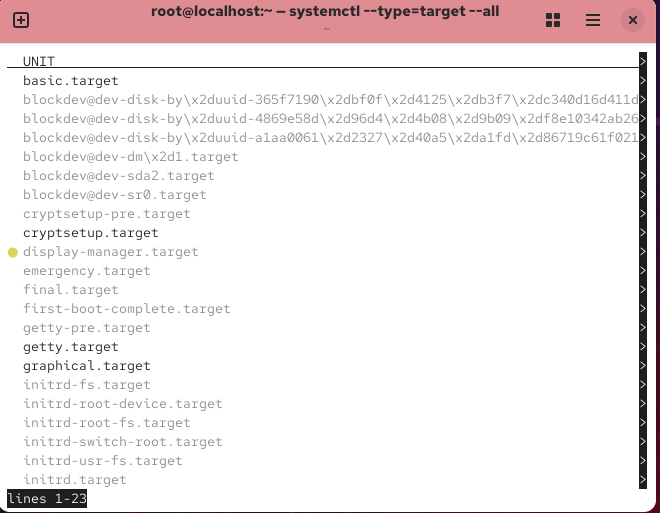 root@localhost:~ — systemctl --type=target --all
~
UNIT >
basic.target >
blockdev@dev-disk-by\x2duuid-365f7190\x2dbf0f\x2d4125\x2db3f7\x2dc340d16d411d>
blockdev@dev-disk-by\x2duuid-4869e58d\x2d96d4\x2d4b08\x2d9b09\x2df8e10342ab26>
blockdev@dev-disk-by\x2duuid-a1aa0061\x2d2327\x2d40a5\x2da1fd\x2d86719c61f021>
blockdev@dev-dm\x2d1.target >
blockdev@dev-sda2.target >
blockdev@dev-sr0.target >
cryptsetup-pre.target >
cryptsetup.target >
● display-manager.target >
emergency.target >
final.target >
first-boot-complete.target >
getty-pre.target >
getty.target >
graphical.target >
initrd-fs.target >
initrd-root-device.target >
initrd-root-fs.target >
initrd-switch-root.target >
initrd-usr-fs.target >
initrd.target >
lines 1-23